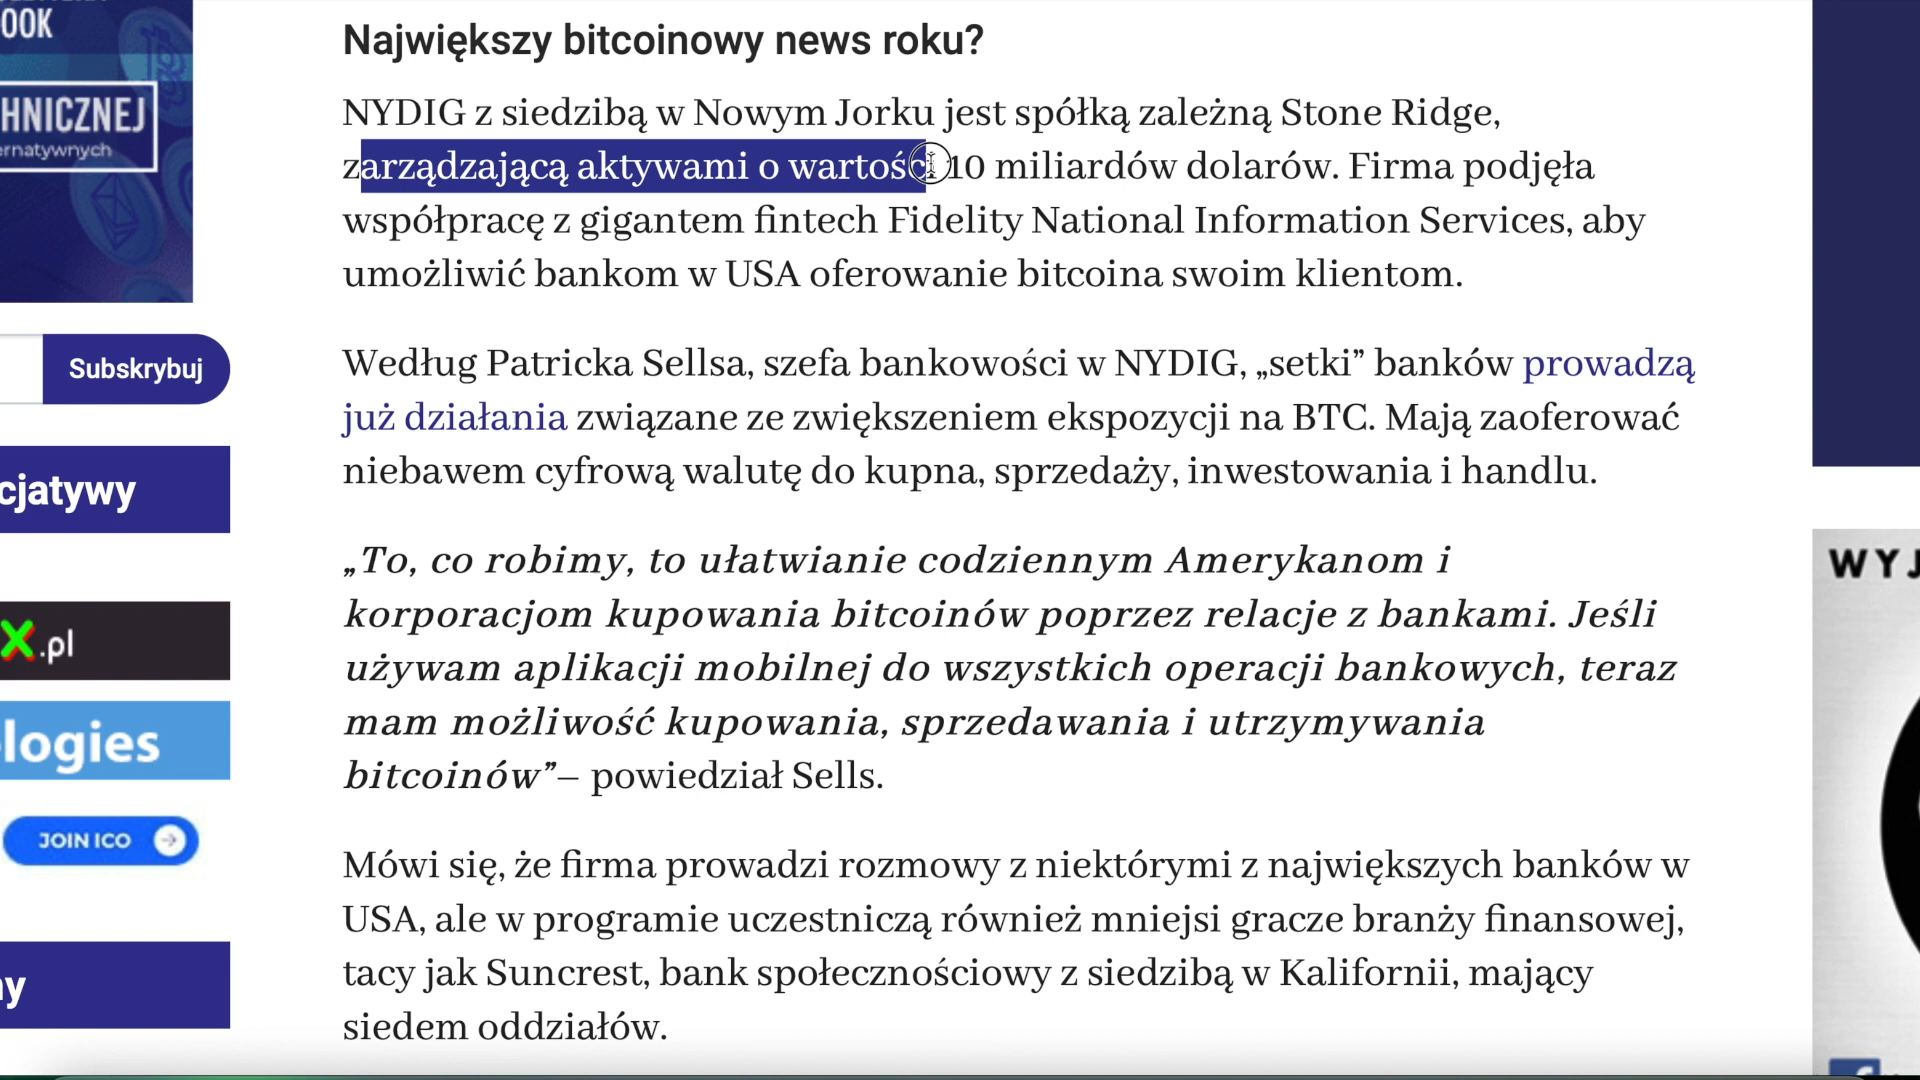 OOK
HNICZNEJ
ernatywnych
Subskrybuj
cjatywy
X.pl
logies
JOIN ICO
ny
Największy bitcoinowy news roku?
NYDIG z siedzibą w Nowym Jorku jest spółką zależną Stone Ridge,
zarządzającą aktywami o wartości 10 miliardów dolarów. Firma podjęła
współpracę z gigantem fintech Fidelity National Information Services, aby
umożliwić bankom w USA oferowanie bitcoina swoim klientom.
Według Patricka Sellsa, szefa bankowości w NYDIG, „setki” banków prowadzą
już działania związane ze zwiększeniem ekspozycji na BTC. Mają zaoferować
niebawem cyfrową walutę do kupna, sprzedaży, inwestowania i handlu.
„To, co robimy, to ułatwianie codziennym Amerykanom i
korporacjom kupowania bitcoinów poprzez relacje z bankami. Jeśli
używam aplikacji mobilnej do wszystkich operacji bankowych, teraz
mam możliwość kupowania, sprzedawania i utrzymywania
bitcoinów”– powiedział Sells.
Mówi się, że firma prowadzi rozmowy z niektórymi z największych banków w
USA, ale w programie uczestniczą również mniejsi gracze branży finansowej,
tacy jak Suncrest, bank społecznościowy z siedzibą w Kalifornii, mający
siedem oddziałów.
WYJ